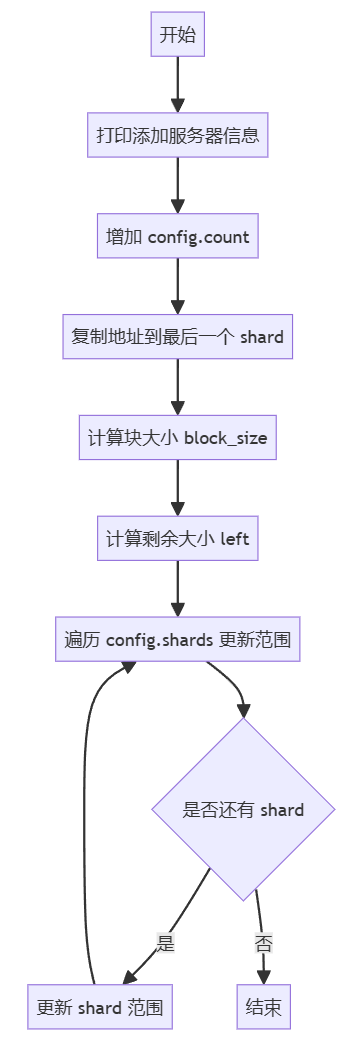 开始
打印添加服务器信息
增加 config.count
复制地址到最后一个 shard
计算块大小 block_size
计算剩余大小 left
遍历 config.shards 更新范围
是否还有 shard
是
否
更新 shard 范围
结束